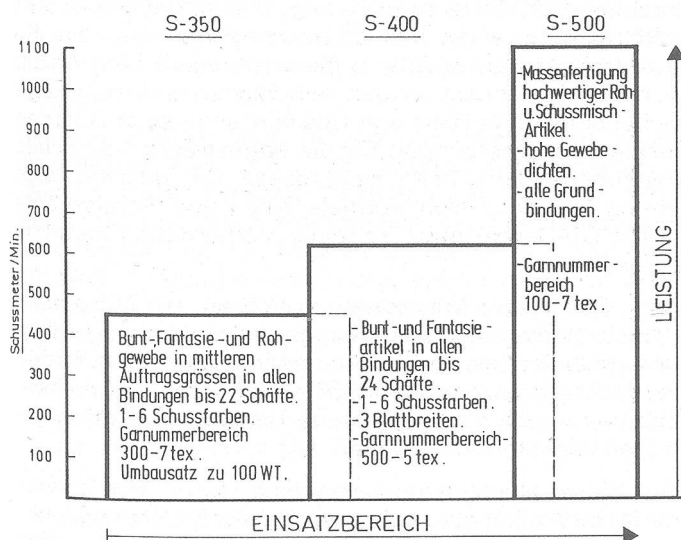 S-350
S-400
S-500
1100
1000
900
800
700
600
500
400
300
200
100
Schussmeter/Min.
Bunt-,Fantasie-und Roh-
gewebe in mittleren
Auftragsgrössen in allen
Bindungen bis 22 Schäfte.
1-6 Schussfarben.
Garnummerbereich
300-7 tex.
Umbausatz zu 100 WT.
-Bunt-und Fantasie-
artikel in allen
Bindungen bis
24 Schäfte.
-1-6 Schussfarben.
-3 Blattbreiten.
-Garnnummerbereich-
500-5 tex.
-Massenfertigung
hochwertiger Roh-
u.Schussmisch-
Artikel.
-hohe Gewebe-
dichten.
-alle Grund-
bindungen.
-Garnnummer-
bereich
100-7 tex.
LEISTUNG
EINSATZBEREICH